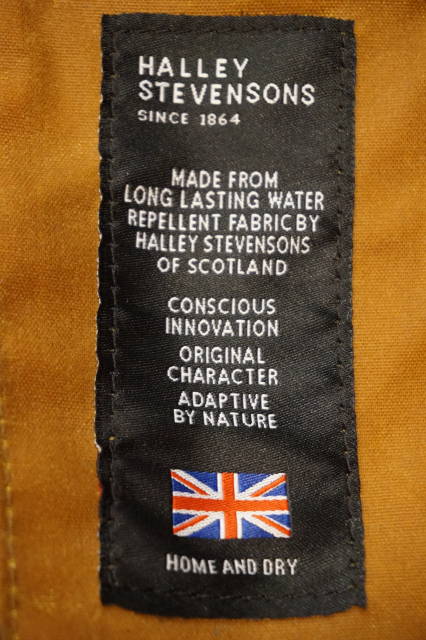 HALLEY
STEVENSONS
SINCE 1864
MADE FROM
LONG LASTING WATER
REPELLENT FABRIC BY
HALLEY STEVENSONS
OF SCOTLAND
CONSCIOUS
INNOVATION
ORIGINAL
CHARACTER
ADAPTIVE
BY NATURE
HOME AND DRY